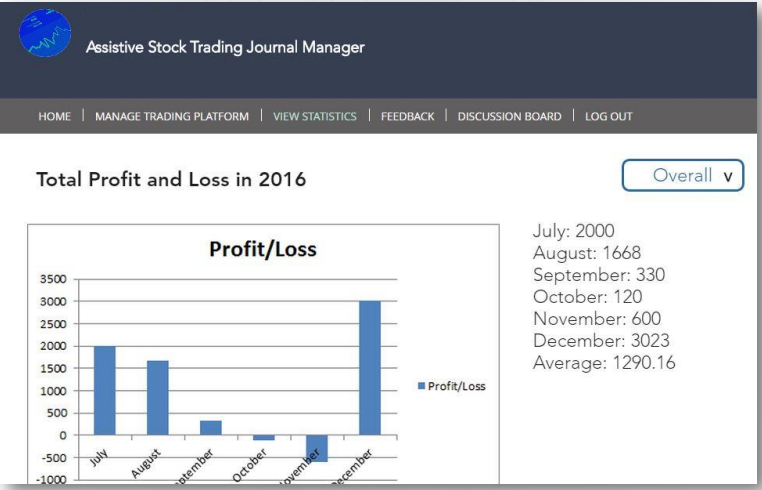 Assistive Stock Trading Journal Manager
HOME | MANAGE TRADING PLATFORM | VIEW STATISTICS | FEEDBACK | DISCUSSION BOARD | LOG OUT
Total Profit and Loss in 2016
Overall v
Profit/Loss
3500
3000
2500
2000
1500
1000
500
0
-500
-1000
July
August
September
October
November
December
Profit/Loss
July: 2000
August: 1668
September: 330
October: 120
November: 600
December: 3023
Average: 1290.16